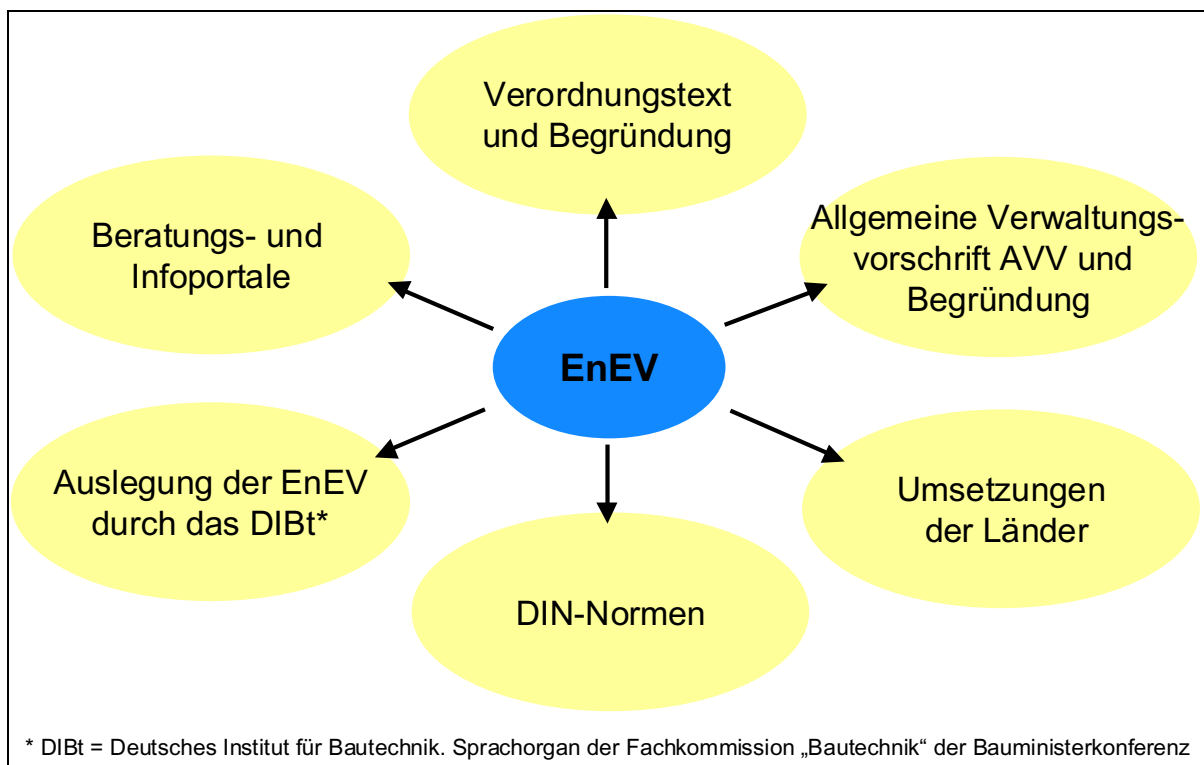 Verordnungstext
und Begründung
Beratungs- und
Infoportale
Allgemeine Verwaltungs-
vorschrift AVV und
Begründung
EnEV
Auslegung der EnEV
durch das DIBt*
Umsetzungen
der Länder
DIN-Normen
* DIBt = Deutsches Institut für Bautechnik. Sprachorgan der Fachkommission „Bautechnik“ der Bauministerkonferenz